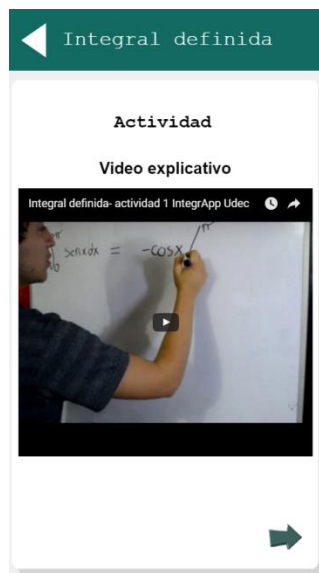 Integral definida
Actividad
Video explicativo
Integral definida- actividad 1 IntegrApp Udec
senxdx = -cosx
π